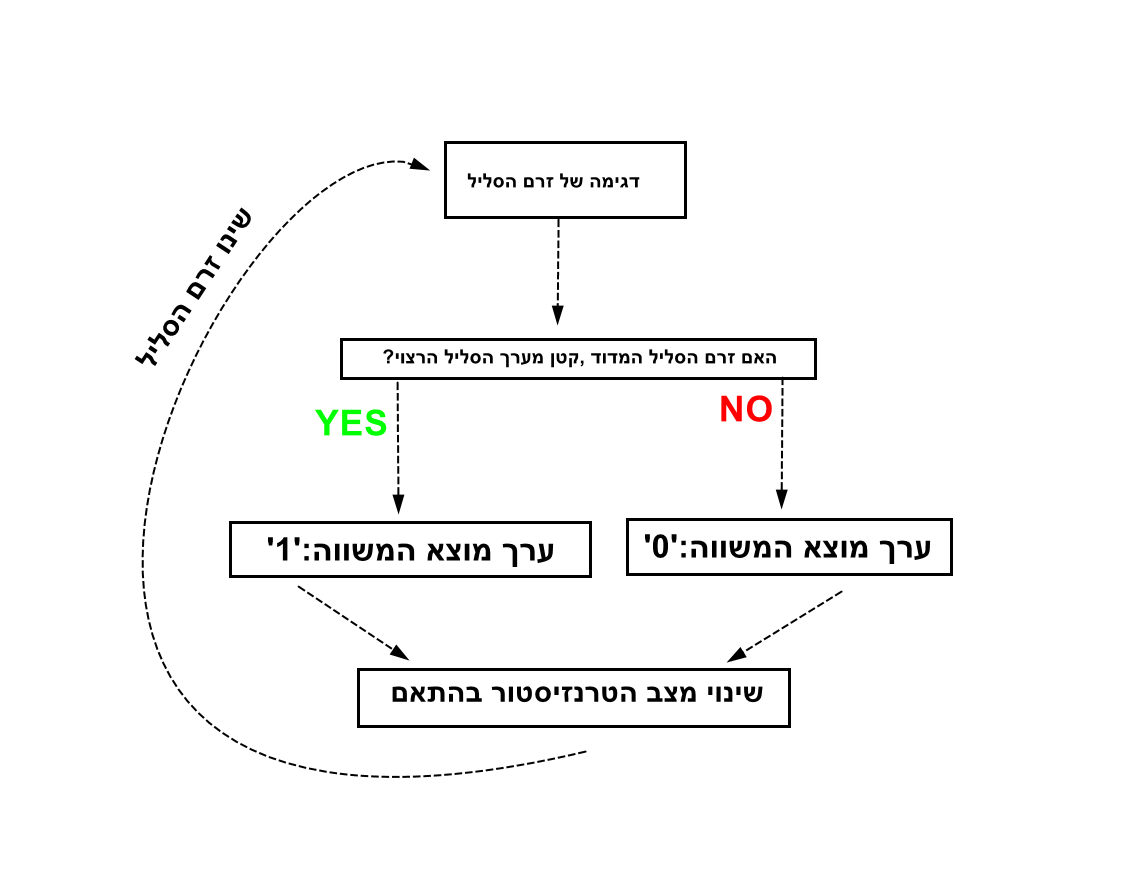 דגימה של זרם הסליל
שינו זרם הסליל
האם זרם הסליל המדוד ,קטן מערך הסליל הרצוי?
YES
NO
ערך מוצא המשווה:'1'
ערך מוצא המשווה:'0'
שינוי מצב הטרנזיסטור בהתאם